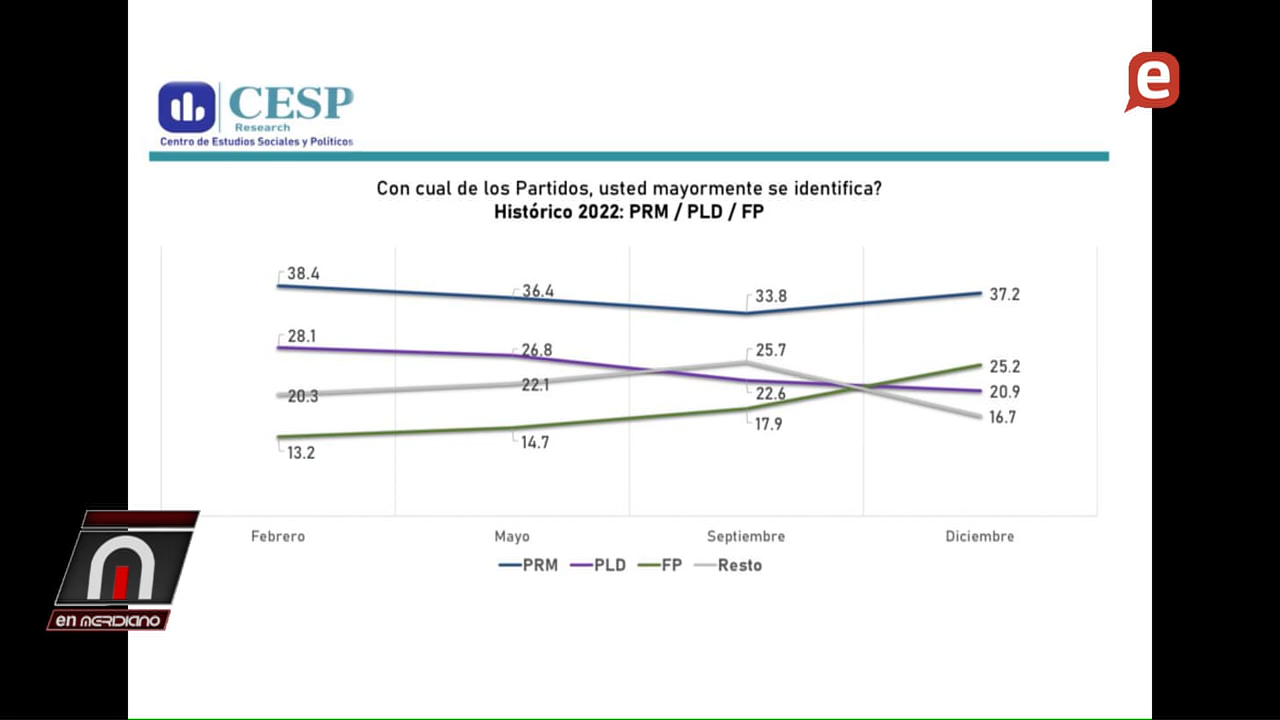 e
CESP
Research
Centro de Estudios Sociales y Políticos
Con cual de los Partidos, usted mayormente se identifica?
Histórico 2022: PRM / PLD / FP
38.4
36.4
33.8
37.2
28.1
26.8
25.7
25.2
20.3
22.1
22.6
20.9
13.2
14.7
17.9
16.7
Febrero Mayo Septiembre Diciembre
PRM PLD FP Resto
en MERIDIANO